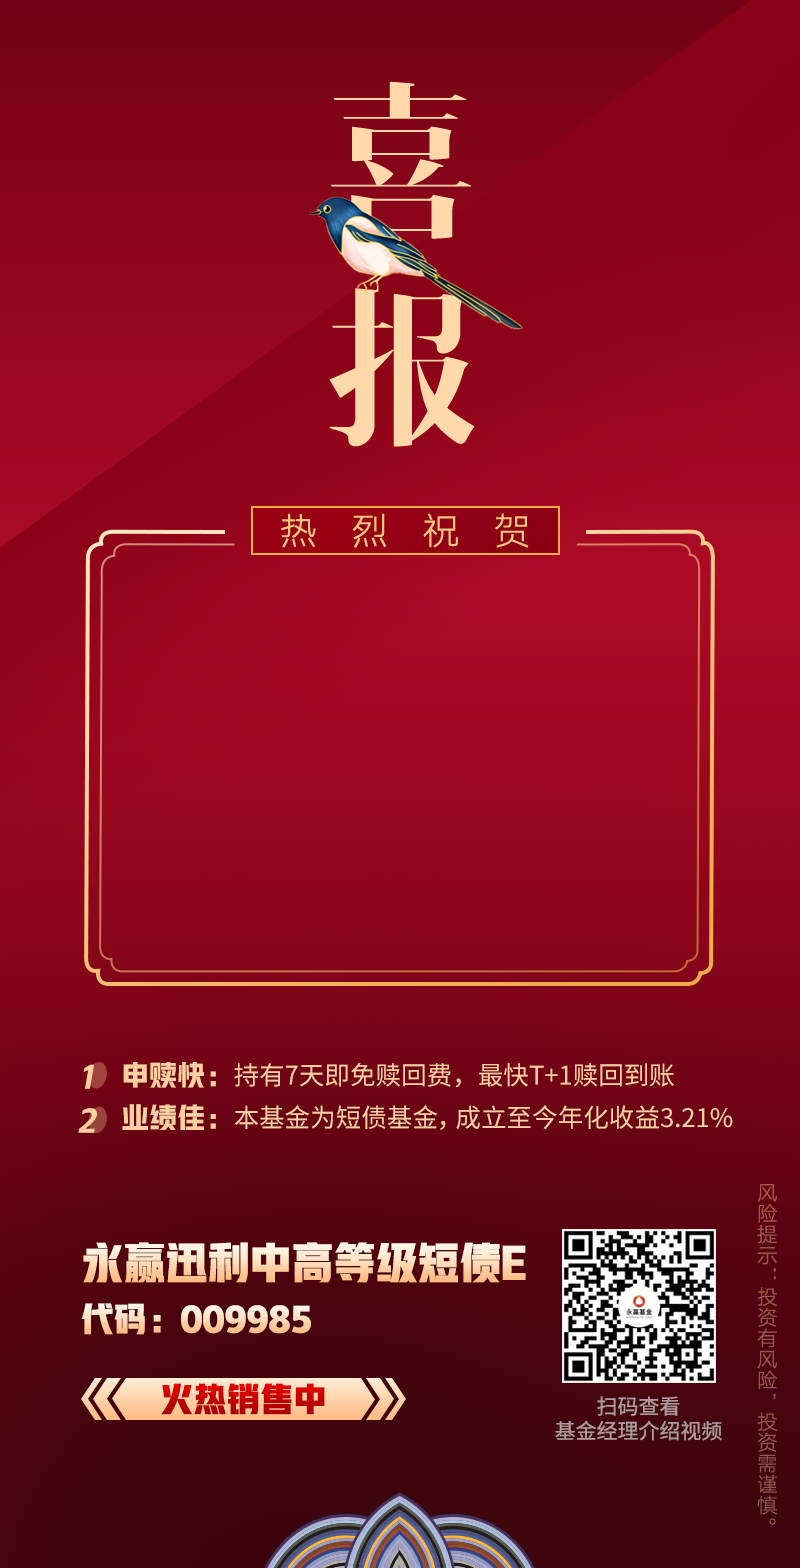 喜
报
热烈祝贺
1 申赎快：持有7天即免赎回费，最快T+1赎回到账
2 业绩佳：本基金为短债基金，成立至今年化收益3.21%
永赢迅利中高等级短债E
代码：009985
火热销售中
永赢基金
扫码查看
基金经理介绍视频
风险提示：投资有风险，投资需谨慎。